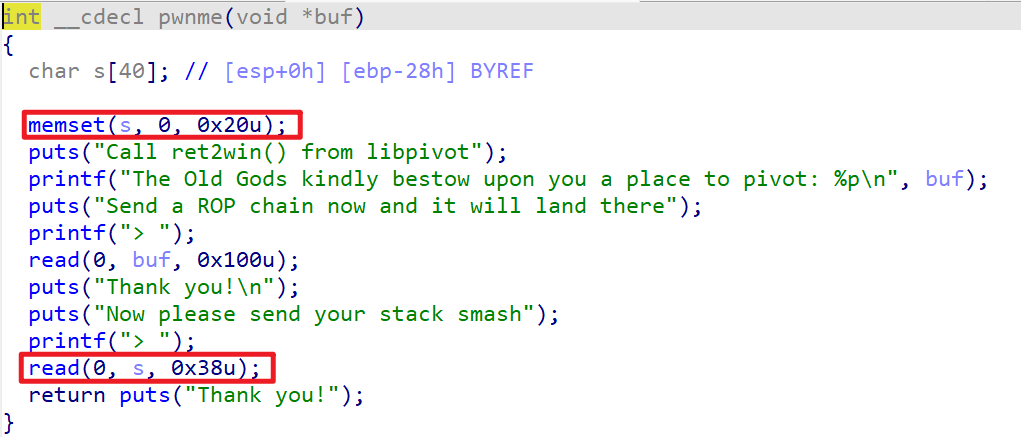 int __cdecl pwnme(void *buf)
{
  char s[40]; // [esp+0h] [ebp-28h] BYREF
  memset(s, 0, 0x20u);
  puts("Call ret2win() from libpivot");
  printf("The Old Gods kindly bestow upon you a place to pivot: %p\n", buf);
  puts("Send a ROP chain now and it will land there");
  printf("> ");
  read(0, buf, 0x100u);
  puts("Thank you!\n");
  puts("Now please send your stack smash");
  printf("> ");
  read(0, s, 0x38u);
  return puts("Thank you!");
}